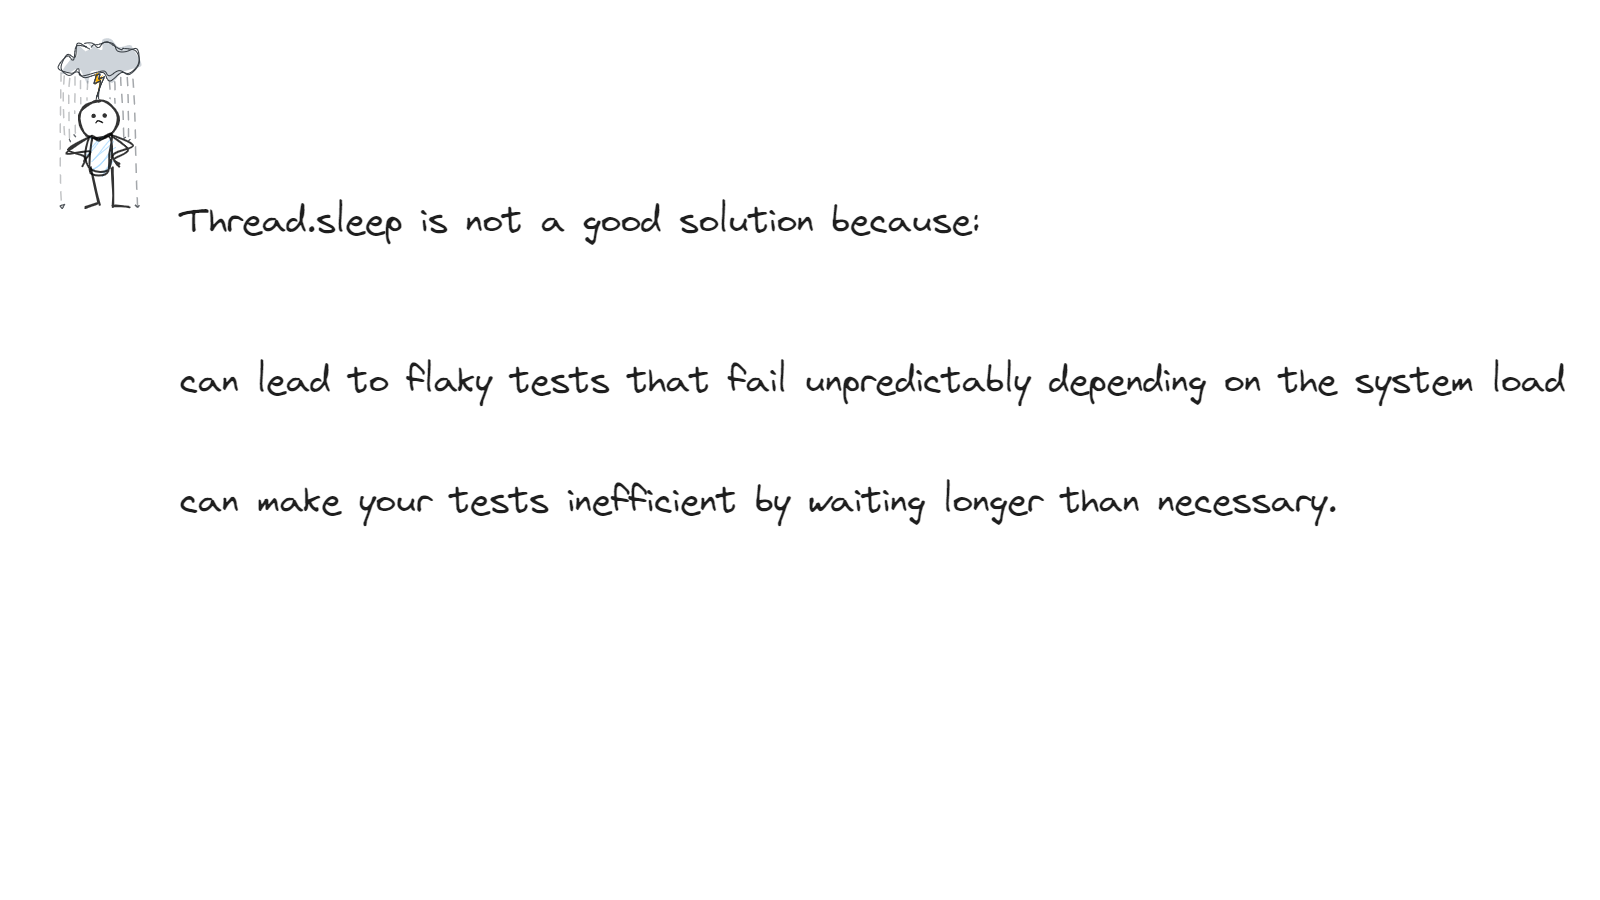 Thread.sleep is not a good solution because:
can lead to flaky tests that fail unpredictably depending on the system load
can make your tests inefficient by waiting longer than necessary.